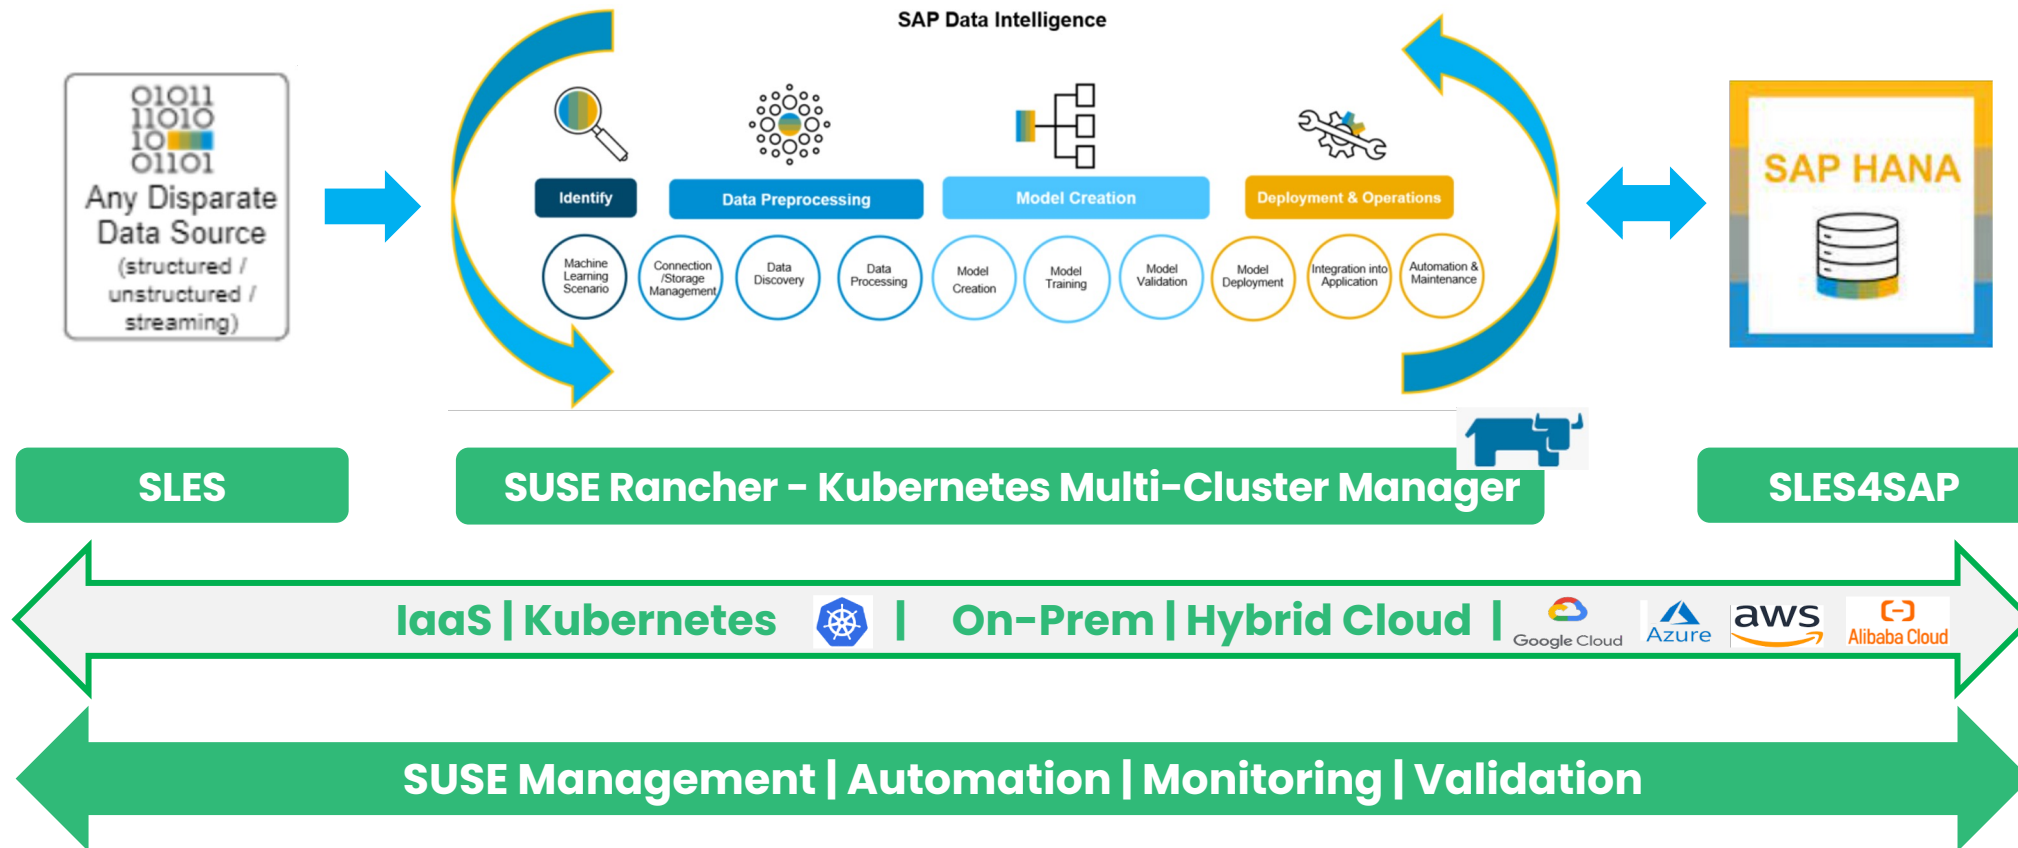 SAP Data Intelligence
01011
11010
10
01101
Any Disparate
Data Source
(structured /
unstructured /
streaming)
Identify
Data Preprocessing
Model Creation
Deployment & Operations
Machine
Learning
Scenario
Connection
/Storage
Management
Data
Discovery
Data
Processing
Model
Creation
Model
Training
Model
Validation
Model
Deployment
Integration into
Application
Automation &
Maintenance
SAP HANA
SLES
SUSE Rancher - Kubernetes Multi-Cluster Manager
SLES4SAP
IaaS | Kubernetes | On-Prem | Hybrid Cloud |
Google Cloud
Azure
aws
Alibaba Cloud
SUSE Management | Automation | Monitoring | Validation